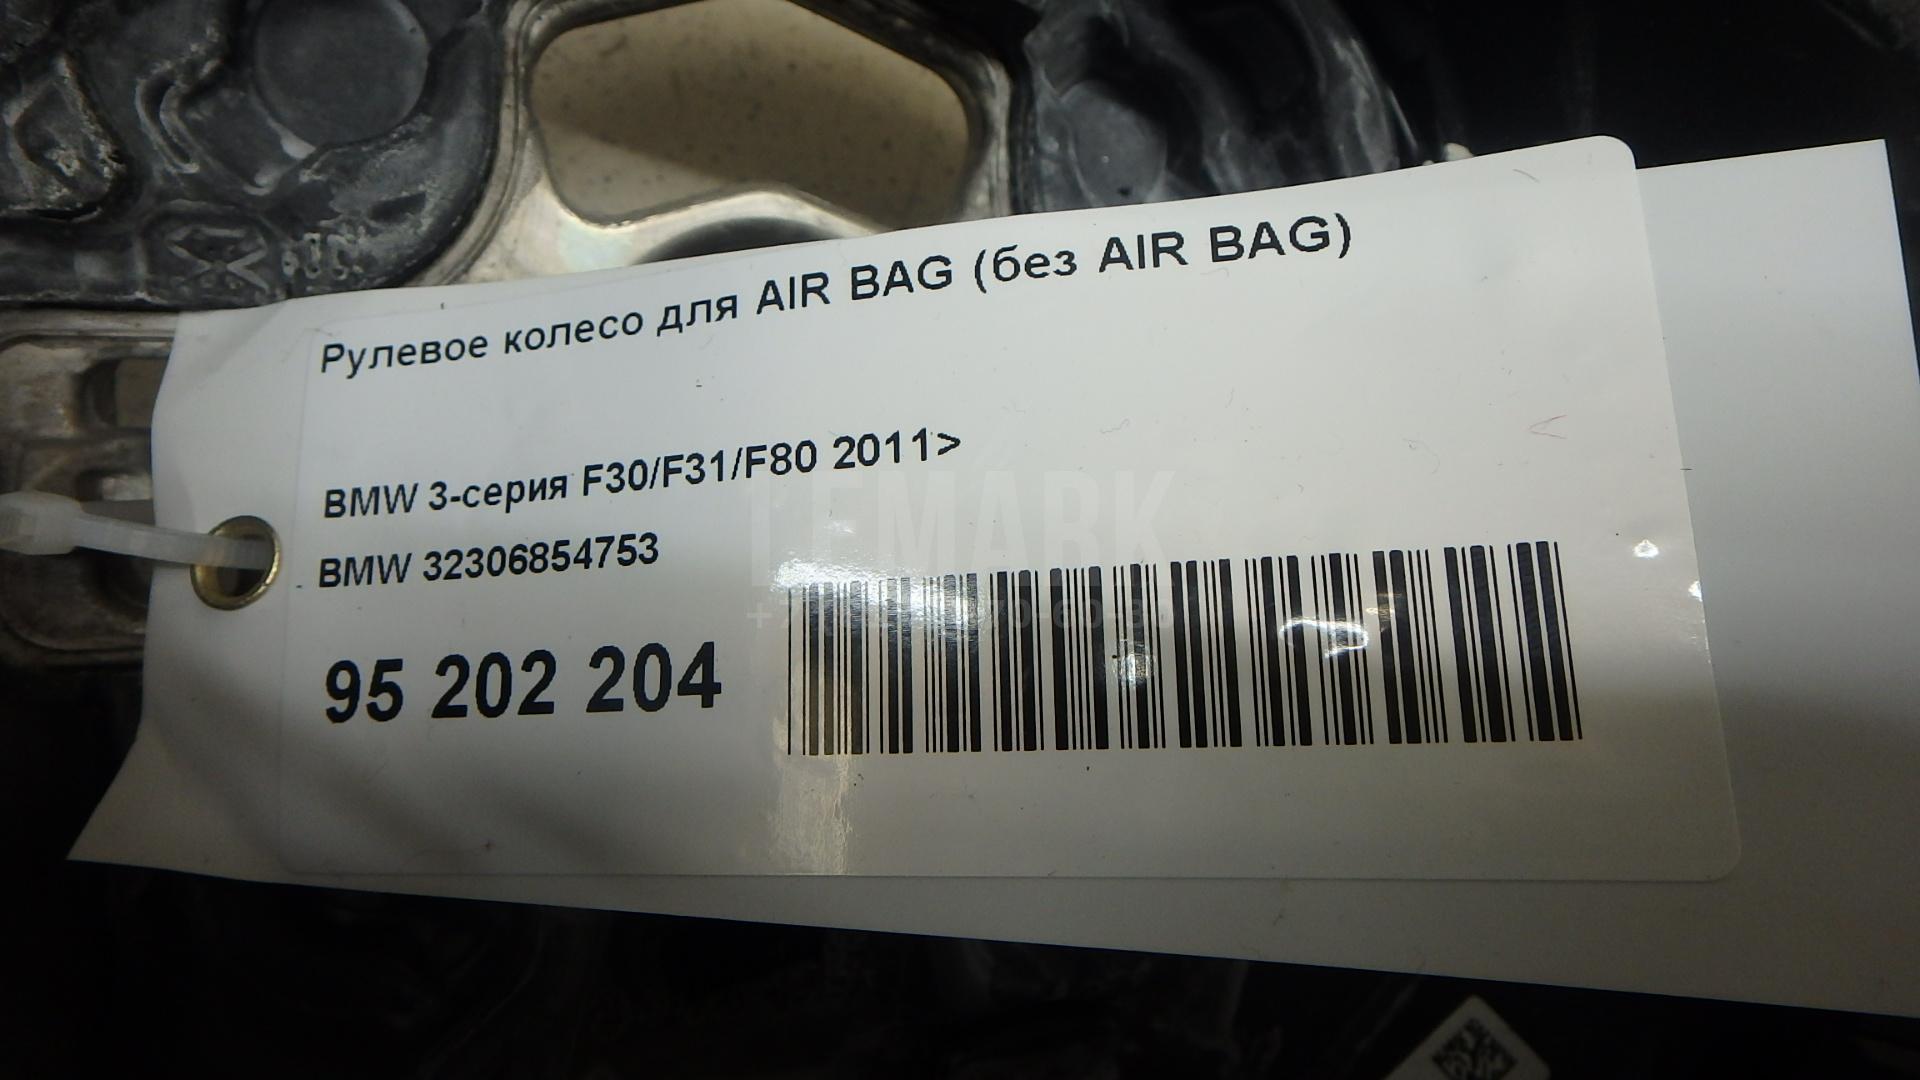 Рулевое колесо для AIR BAG (без AIR BAG)
BMW 3-серия F30/F31/F80 2011>
BMW 32306854753
95 202 204
LEMARK